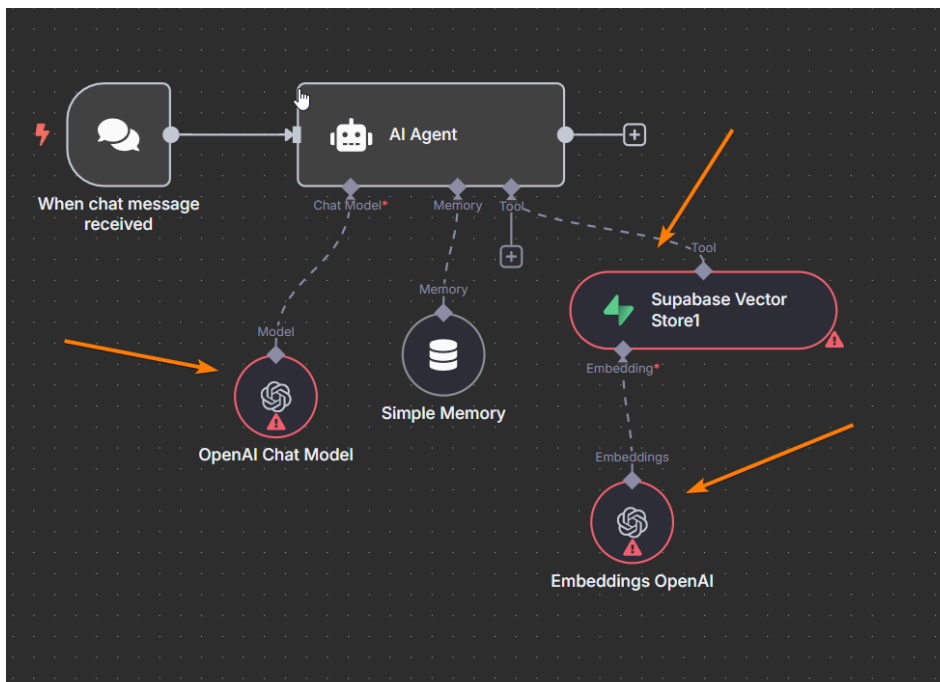 AI Agent
When chat message
received
Chat Model*
Memory
Tool
Tool
Memory
Supabase Vector
Store1
Model
Embedding*
Simple Memory
OpenAI Chat Model
Embeddings
Embeddings OpenAI